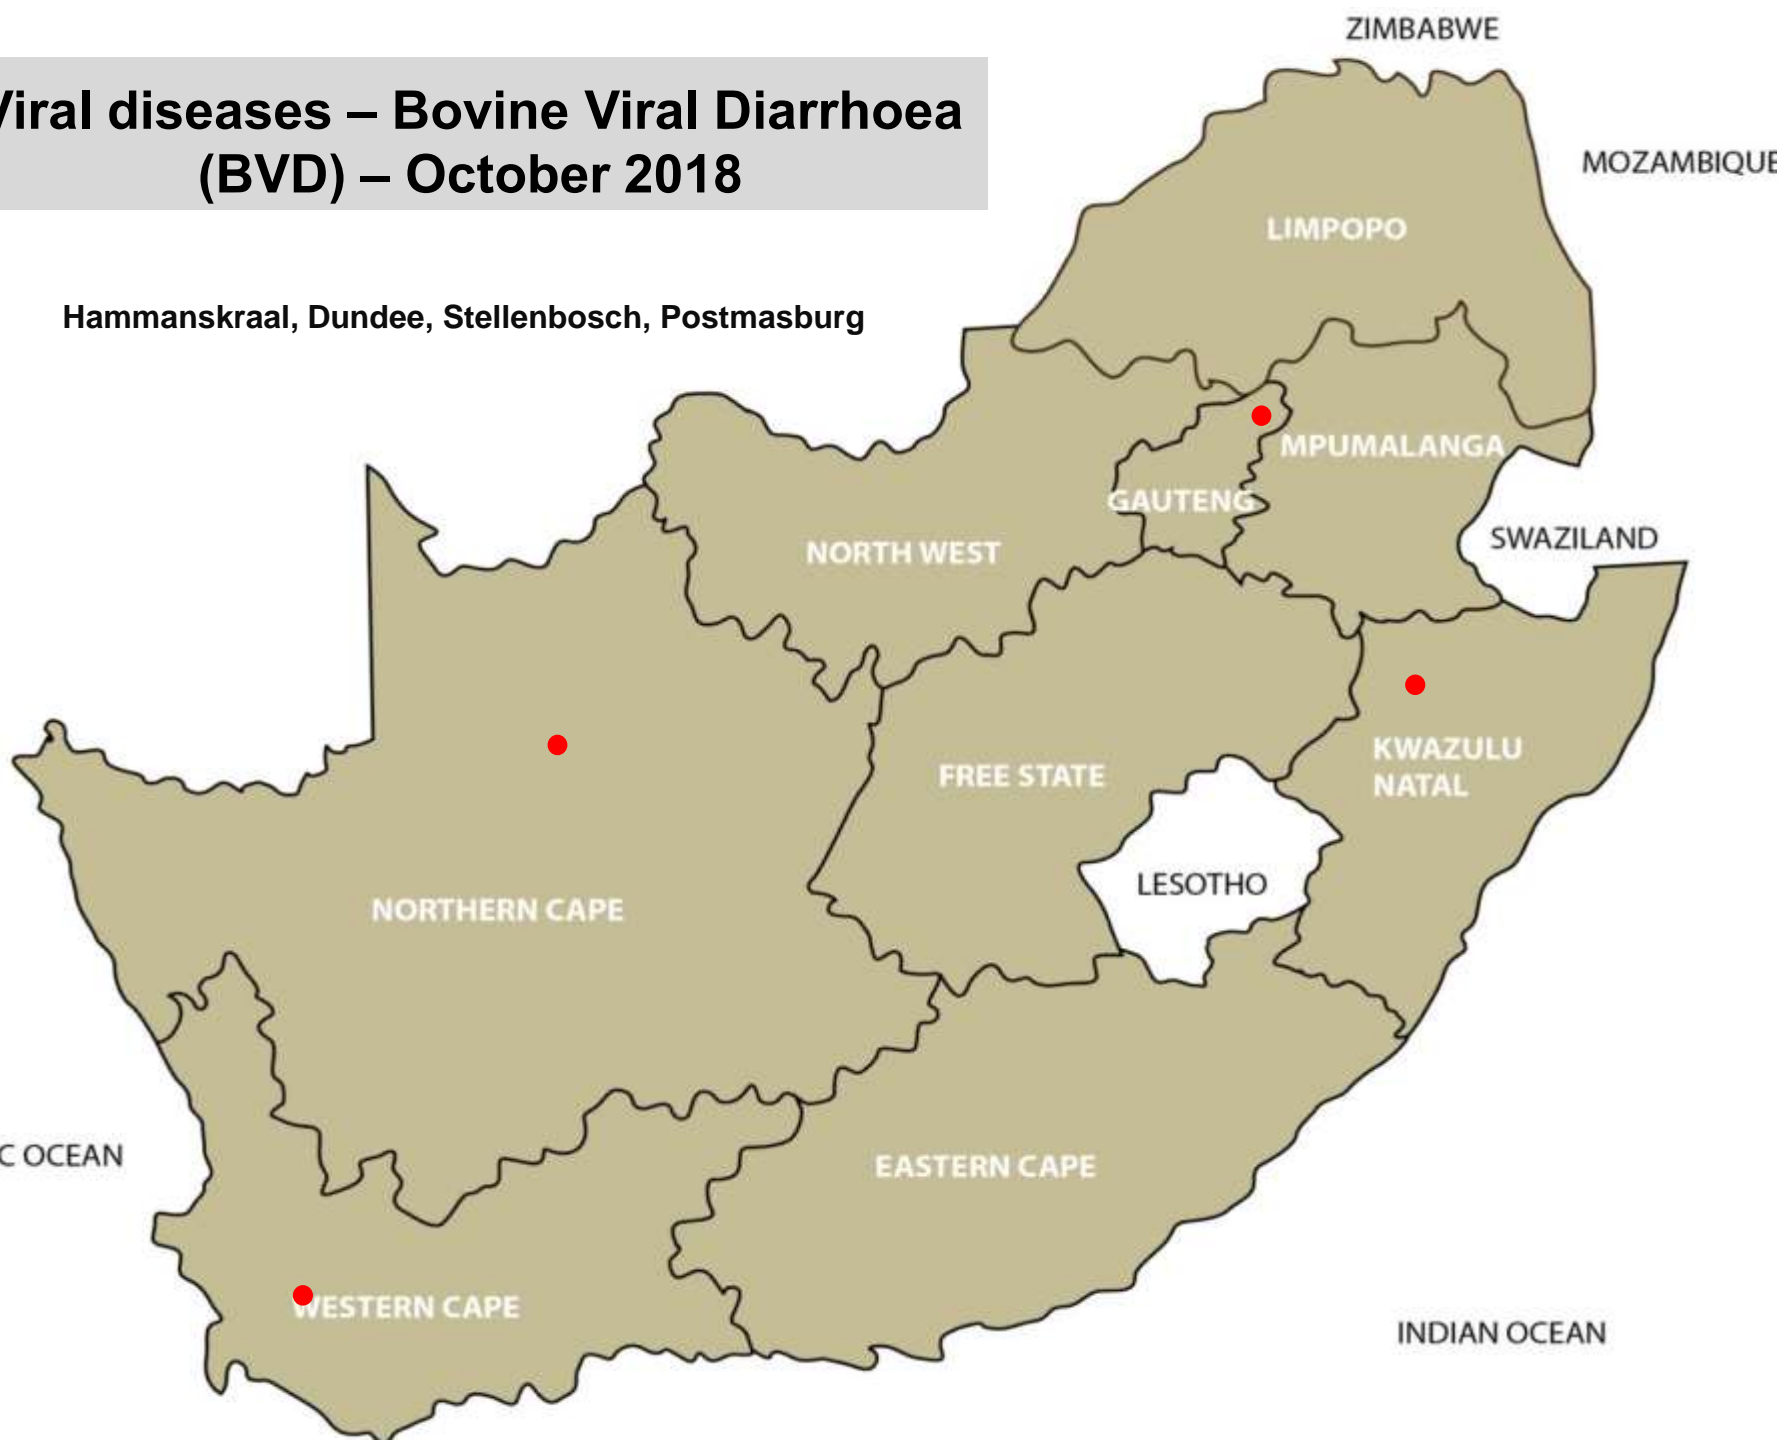 Viral diseases – Bovine Viral Diarrhoea
(BVD) – October 2018
Hammanskraal, Dundee, Stellenbosch, Postmasburg
ZIMBABWE
MOZAMBIQUE
LIMPOPO
MPUMALANGA
GAUTENG
SWAZILAND
NORTH WEST
KWAZULU
NATAL
FREE STATE
LESOTHO
NORTHERN CAPE
C OCEAN
EASTERN CAPE
WESTERN CAPE
INDIAN OCEAN